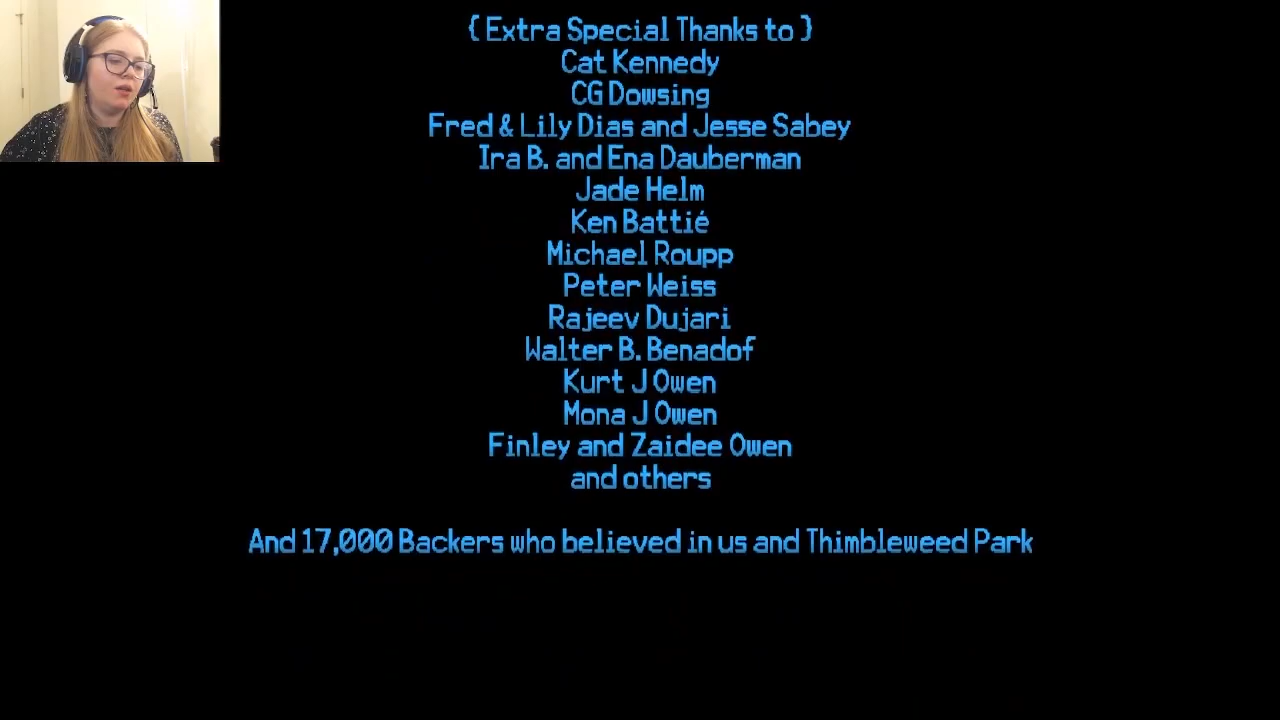 { Extra Special Thanks to }
Cat Kennedy
CG Dowsing
Fred & Lily Dias and Jesse Sabey
Ira B. and Ena Dauberman
Jade Helm
Ken Battié
Michael Roupp
Peter Weiss
Rajeev Dujari
Walter B. Benadof
Kurt J Owen
Mona J Owen
Finley and Zaidee Owen
and others
And 17,000 Backers who believed in us and Thimbleweed Park